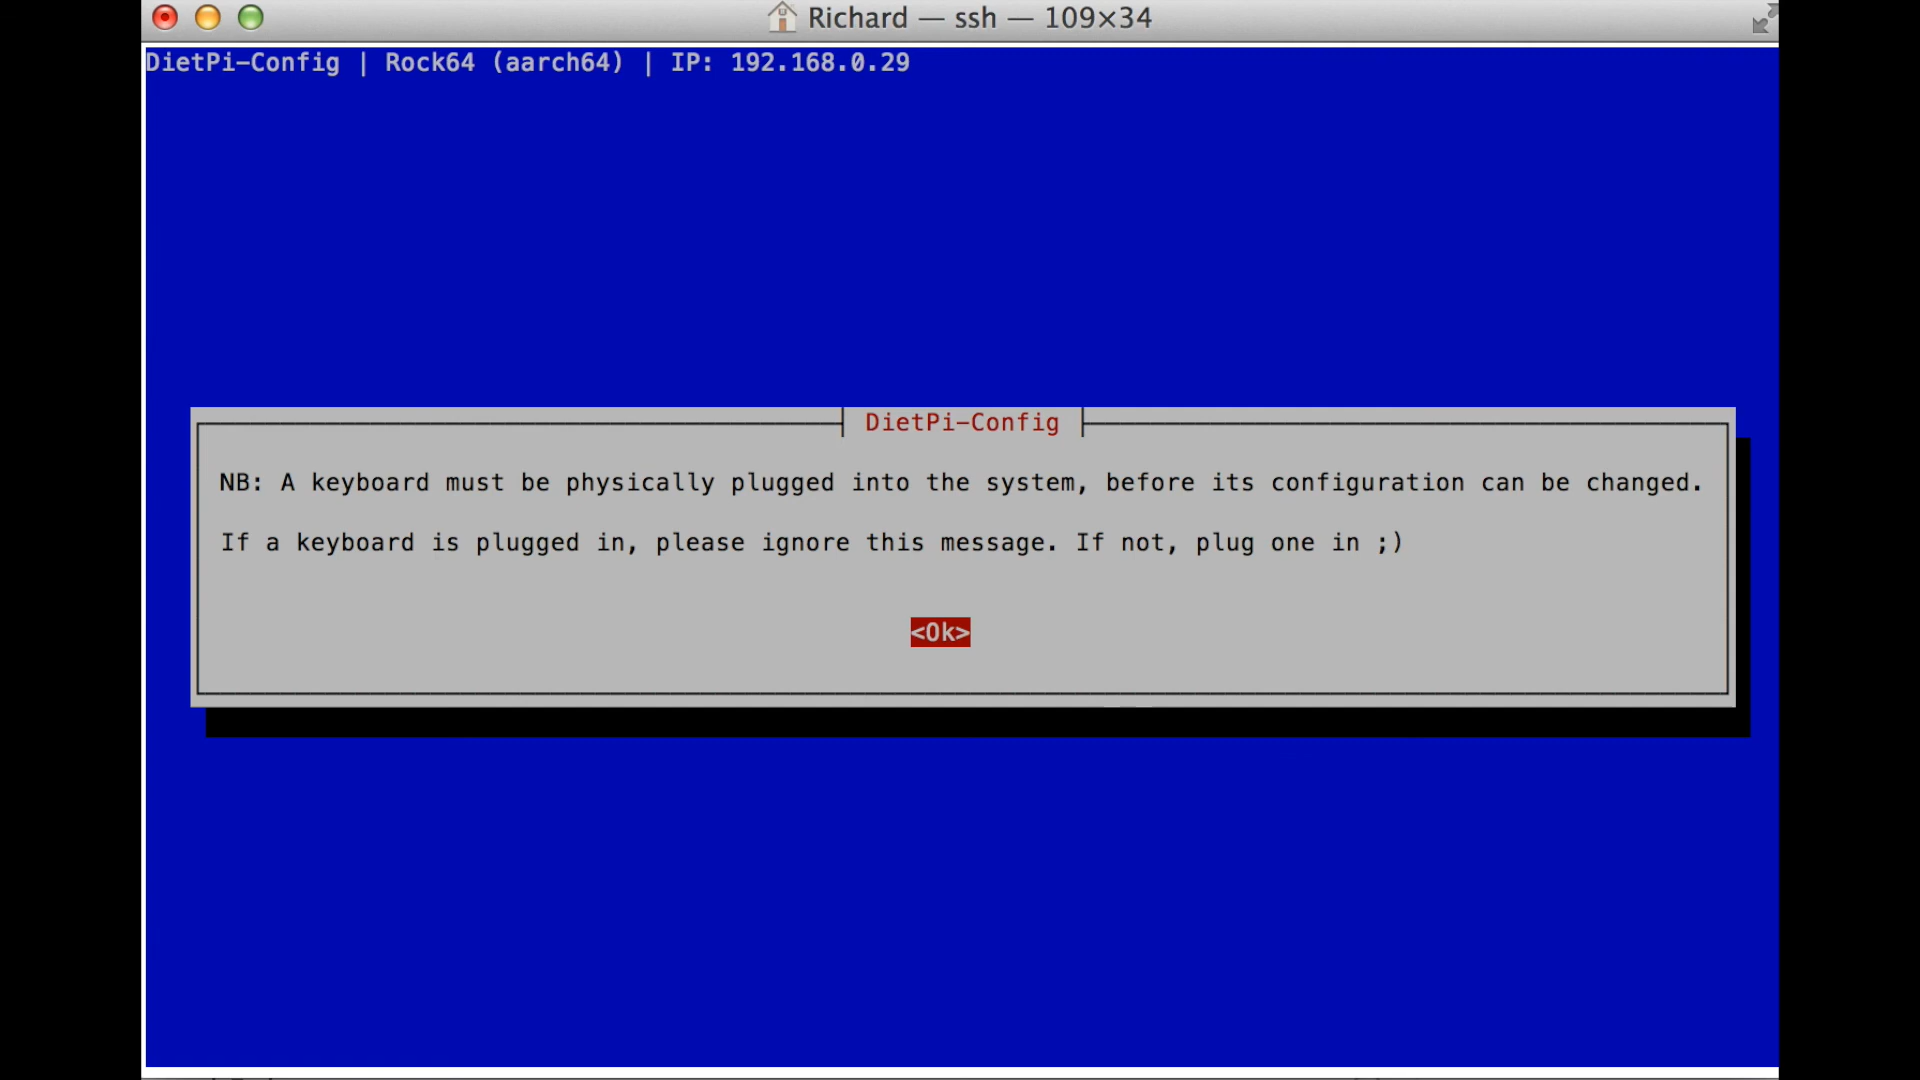 Richard — ssh — 109×34
DietPi-Config | Rock64 (aarch64) | IP: 192.168.0.29
DietPi-Config
NB: A keyboard must be physically plugged into the system, before its configuration can be changed.
If a keyboard is plugged in, please ignore this message. If not, plug one in ;)
<Ok>